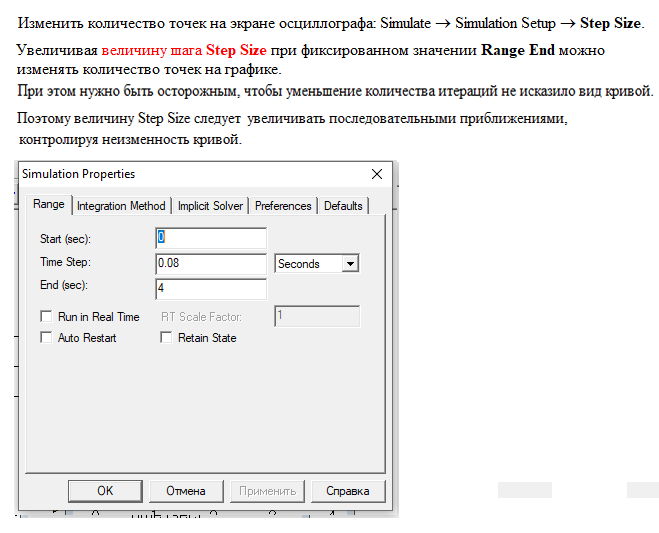 Изменить количество точек на экране осциллографа: Simulate → Simulation Setup → Step Size.
Увеличивая величину шага Step Size при фиксированном значении Range End можно
изменять количество точек на графике.
При этом нужно быть осторожным, чтобы уменьшение количества итераций не исказило вид кривой.
Поэтому величину Step Size следует увеличивать последовательными приближениями,
контролируя неизменность кривой.
Simulation Properties
Range Integration Method Implicit Solver Preferences Defaults
Start (sec): 0
Time Step: 0.08 Seconds
End (sec): 4
Run in Real Time RT Scale Factor: 1
Auto Restart Retain State
OK Отмена Применить Справка